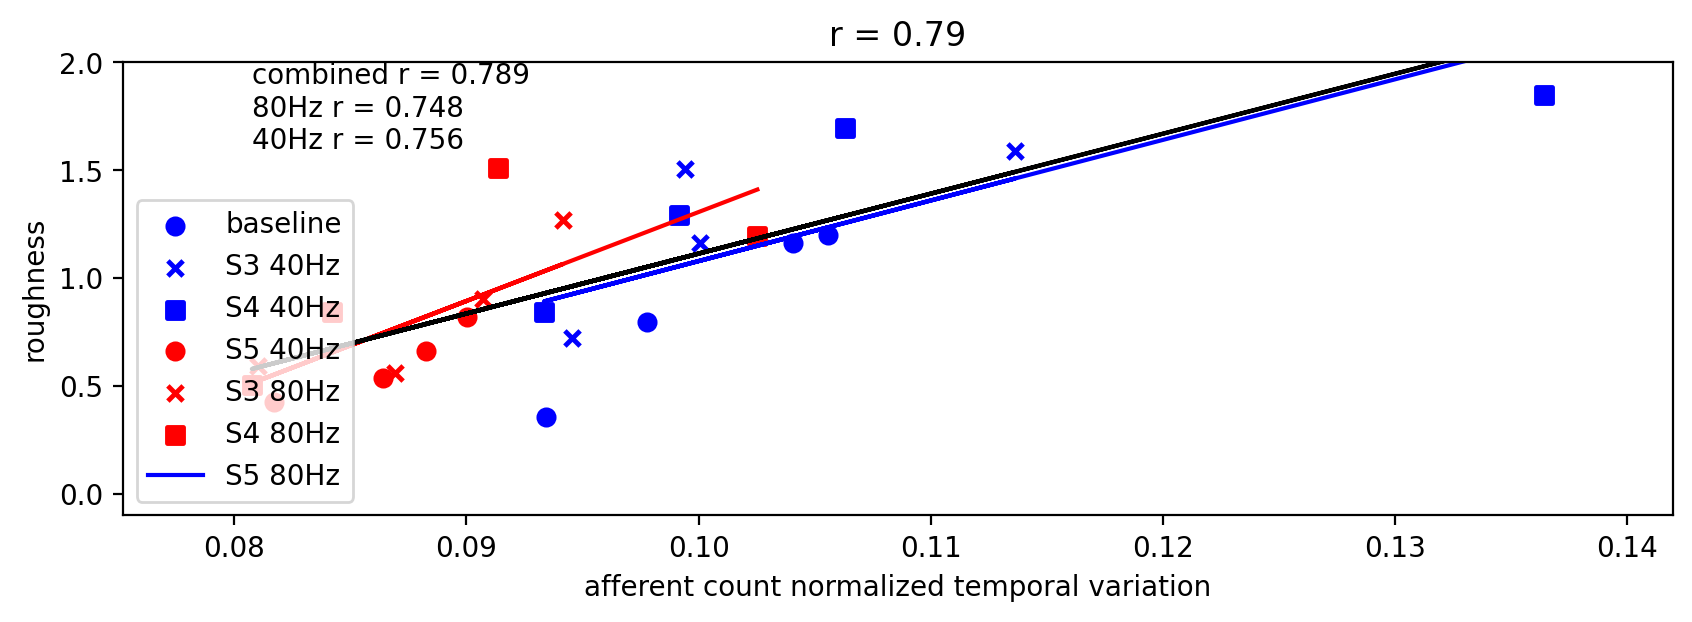 r = 0.79
combined r = 0.789
80Hz r = 0.748
40Hz r = 0.756
roughness
2.0
1.5
1.0
0.5
0.0
baseline
S3 40Hz
S4 40Hz
S5 40Hz
S3 80Hz
S4 80Hz
S5 80Hz
0.08 0.09 0.10 0.11 0.12 0.13 0.14
afferent count normalized temporal variation